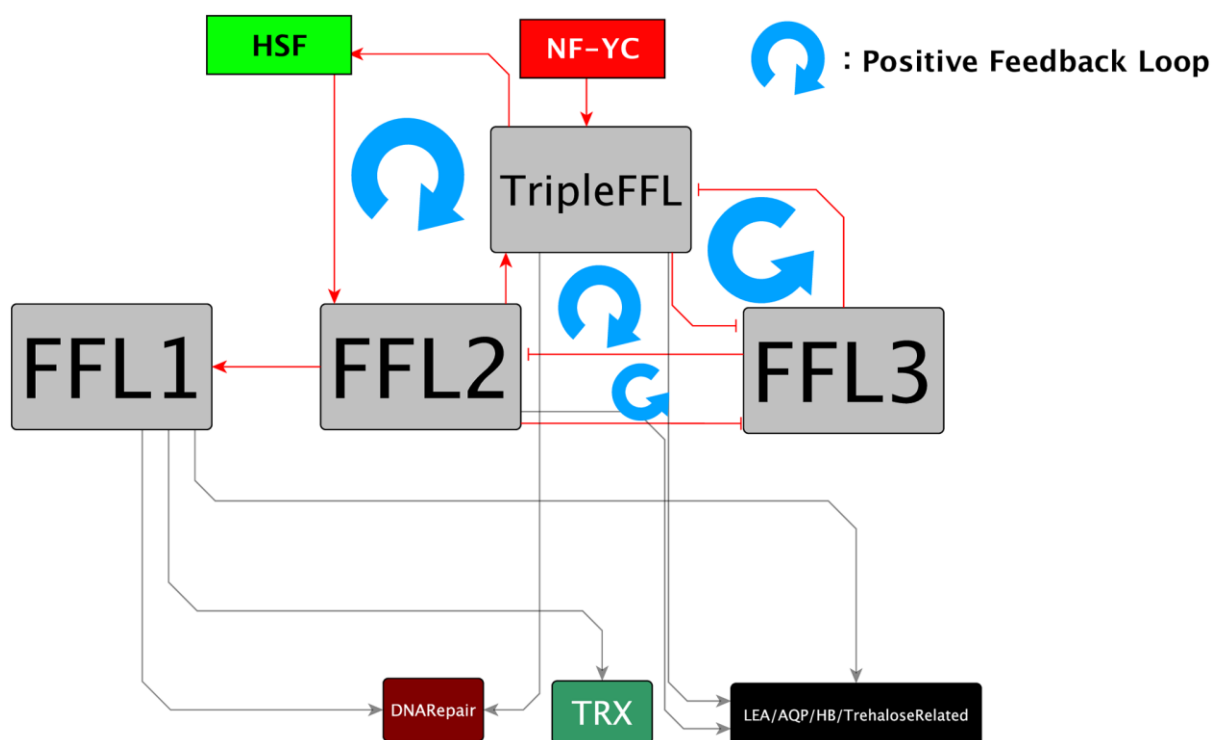 HSF
NF-YC
: Positive Feedback Loop
TripleFFL
FFL1
FFL2
FFL3
DNARepair
TRX
LEA/AQP/HB/TrehaloseRelated